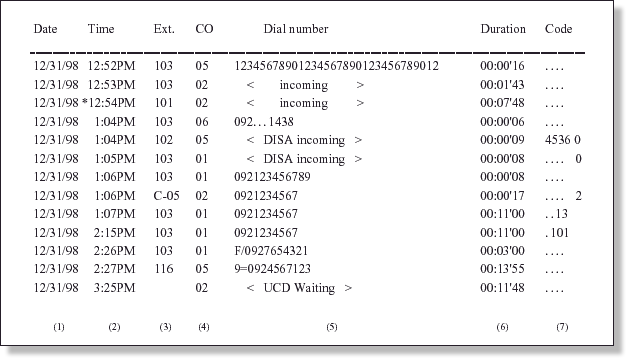 Date Time Ext. CO Dial number Duration Code
12/31/98 12:52PM 103 05 12345678901234567890123456789012 00:00'16 ....
12/31/98 12:53PM 103 02 < incoming > 00:01'43 ....
12/31/98 *12:54PM 101 02 < incoming > 00:07'48 ....
12/31/98 1:04PM 103 06 092...1438 00:00'06 ....
12/31/98 1:04PM 102 05 < DISA incoming > 00:00'09 4536 0
12/31/98 1:05PM 103 01 < DISA incoming > 00:00'08 .... 0
12/31/98 1:06PM 103 01 092123456789 00:00'08 ....
12/31/98 1:06PM C-05 02 0921234567 00:00'17 .... 2
12/31/98 1:07PM 103 01 0921234567 00:11'00 ..13
12/31/98 2:15PM 103 01 0921234567 00:11'00 .101
12/31/98 2:26PM 103 01 F/0927654321 00:03'00 ....
12/31/98 2:27PM 116 05 9=0924567123 00:13'55 ....
12/31/98 3:25PM 02 < UCD Waiting > 00:11'48 ....
(1) (2) (3) (4) (5) (6) (7)